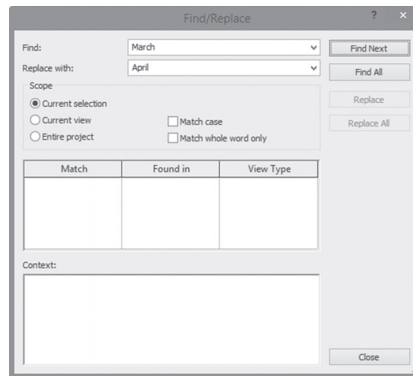 Find/Replace
? ×
Find: March Find Next
Replace with: April Find All
Scope
Current selection Replace
Current view Match case Replace All
Entire project Match whole word only
Match Found in View Type
Context:
Close